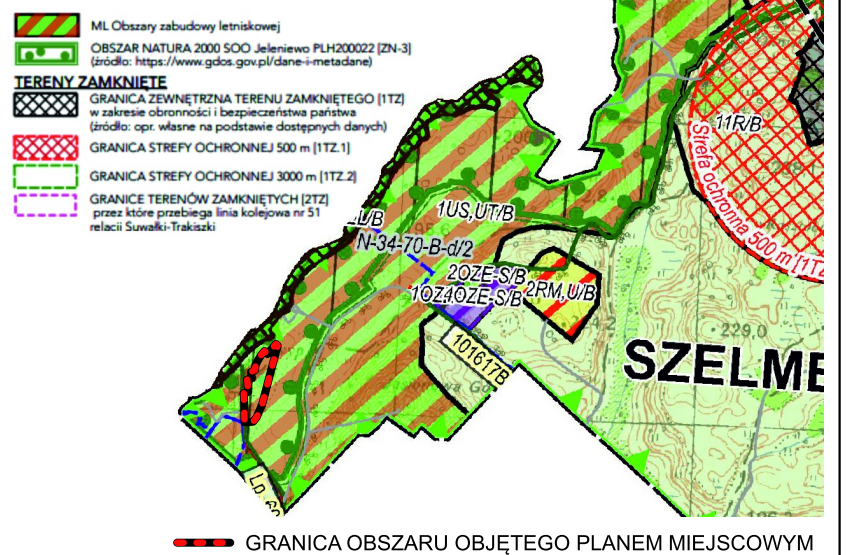 ML Obszary zabudowy letniskowej
OBSZAR NATURA 2000 SOO Jeleniewo PLH200022 [ZN-3]
(źródło: https://www.gdos.gov.pl/dane-i-metadane)
TERENY ZAMKNIĘTE
GRANICA ZEWNĘTRZNA TERENU ZAMKNIĘTEGO [1TZ]
w zakresie obronności i bezpieczeństwa państwa
(źródło: opr. własne na podstawie dostępnych danych)
GRANICA STREFY OCHRONNEJ 500 m [1TZ.1]
GRANICA STREFY OCHRONNEJ 3000 m [1TZ.2]
GRANICE TERENÓW ZAMKNIĘTYCH [2TZ]
przez które przebiega linia kolejowa nr 51
relacji Suwałki-Trakiszki
11R/B
Strefa ochronna 500 m [1TZ
1US,UT/B
L/B
N-34-70-B-d/2
2OZE-S/B
1OZ4OZE-S/B
2RM,U/B
101617B
229,0
SZELME
GRANICA OBSZARU OBJĘTEGO PLANEM MIEJSCOWYM